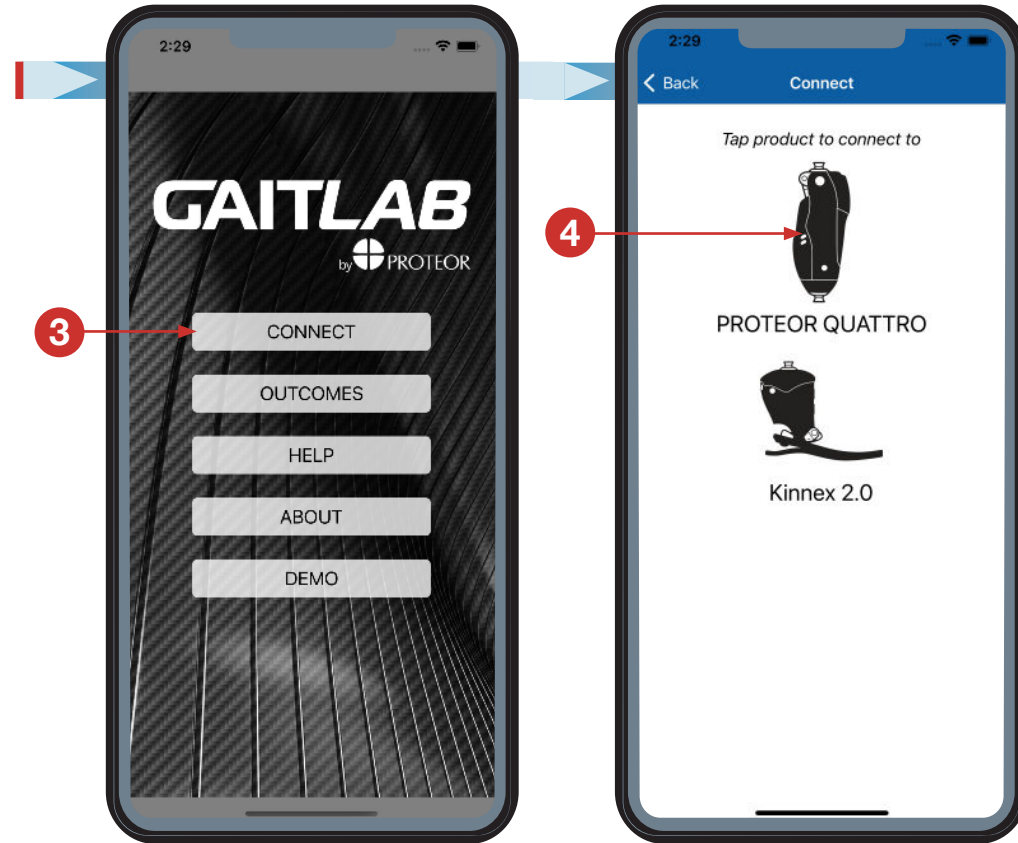 2:29
GAITLAB
by PROTEOR
3
CONNECT
OUTCOMES
HELP
ABOUT
DEMO
2:29
Back
Connect
Tap product to connect to
4
PROTEOR QUATTRO
Kinnex 2.0